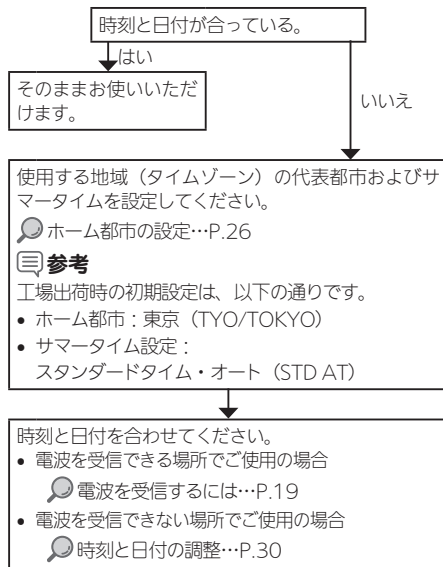 時刻と日付が合っている。
はい
そのままお使いいただ
けます。
いいえ
使用する地域（タイムゾーン）の代表都市およびサ
マータイムを設定してください。
ホーム都市の設定…P.26
参考
工場出荷時の初期設定は、以下の通りです。
• ホーム都市：東京（TYO/TOKYO）
• サマータイム設定：
スタンダードタイム・オート（STD AT）
時刻と日付を合わせてください。
• 電波を受信できる場所でご使用の場合
電波を受信するには…P.19
• 電波を受信できない場所でご使用の場合
時刻と日付の調整…P.30